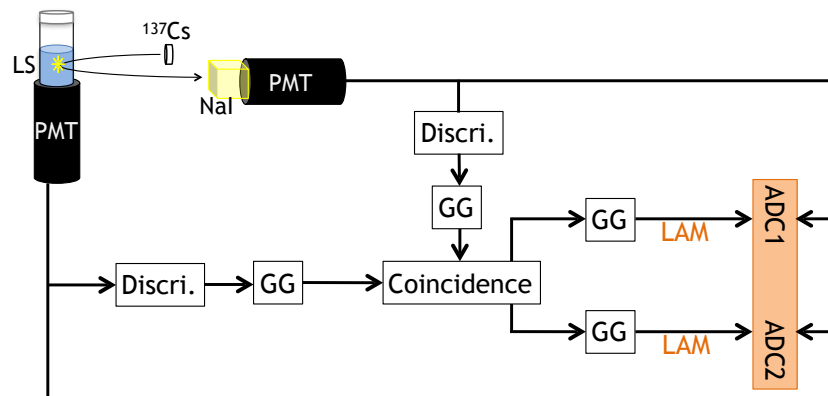 ¹³⁷Cs
LS
NaI
PMT
PMT
Discri.
GG
GG
LAM
ADC1
Discri.
GG
Coincidence
GG
LAM
ADC2